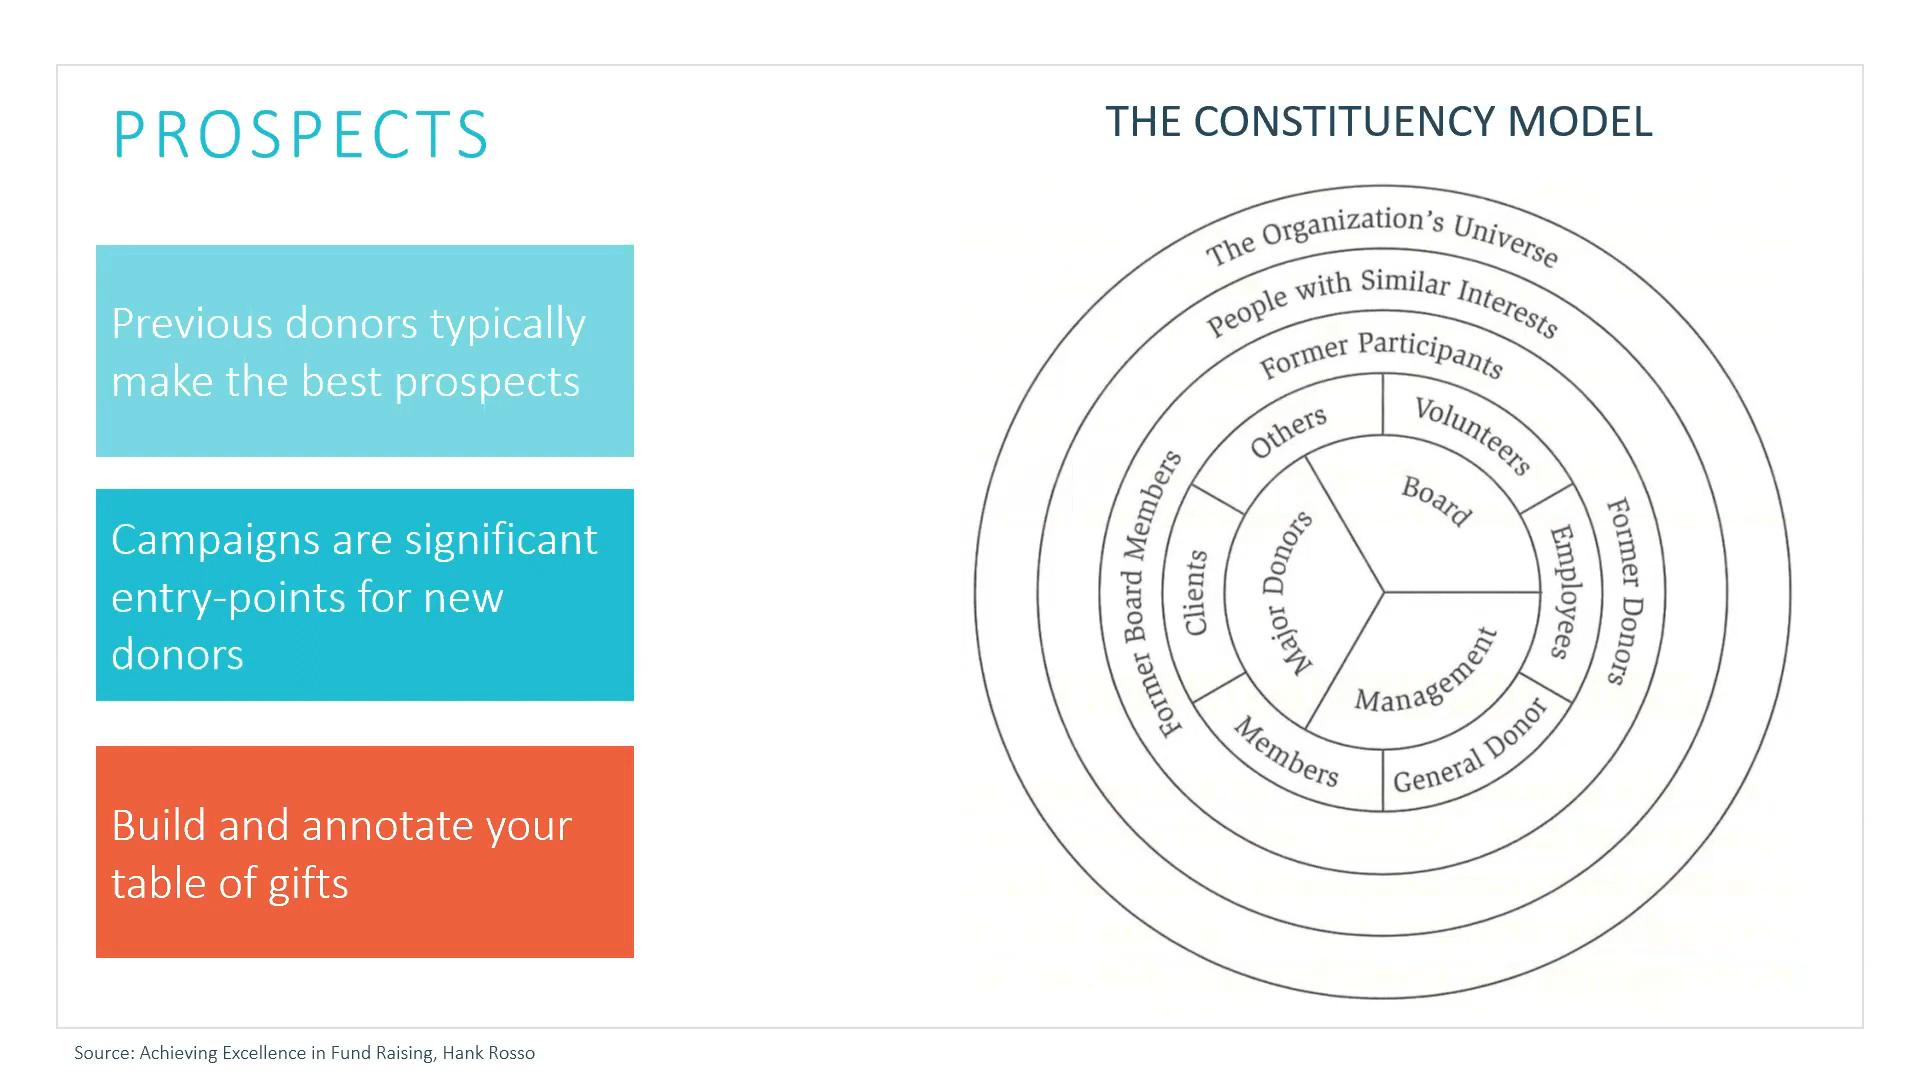 PROSPECTS
Previous donors typically
make the best prospects
Campaigns are significant
entry-points for new
donors
Build and annotate your
table of gifts
THE CONSTITUENCY MODEL
The Organization's Universe
People with Similar Interests
Former Participants
Former Board Members
Former Donors
Others
Volunteers
Clients
Employees
Members
General Donor
Major Donors
Board
Management
Source: Achieving Excellence in Fund Raising, Hank Rosso